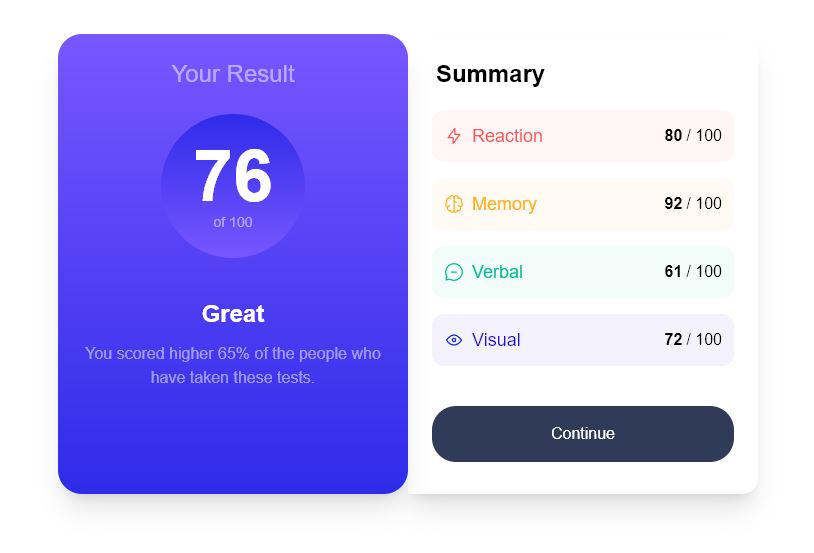 Your Result
76
of 100
Great
You scored higher 65% of the people who
have taken these tests.
Summary
Reaction 80 / 100
Memory 92 / 100
Verbal 61 / 100
Visual 72 / 100
Continue